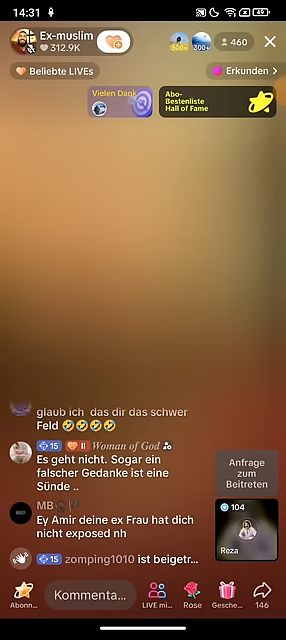 14:31
49
Ex-muslim
312.9K
300+
300+
460
Beliebte LIVEs
Erkunden
Vielen Dank
Abo-
Bestenliste
Hall of Fame
glaub ich das dir das schwer
Feld 🤣🤣🤣🤣
15 II Woman of God
Es geht nicht. Sogar ein
falscher Gedanke ist eine
Sünde ..
Anfrage
zum
Beitreten
MB
Ey Amir deine ex Frau hat dich
nicht exposed nh
104
Reza
15 zomping1010 ist beigetr...
Abonn...
Kommenta...
LIVE mi...
Rose
Gesche...
146